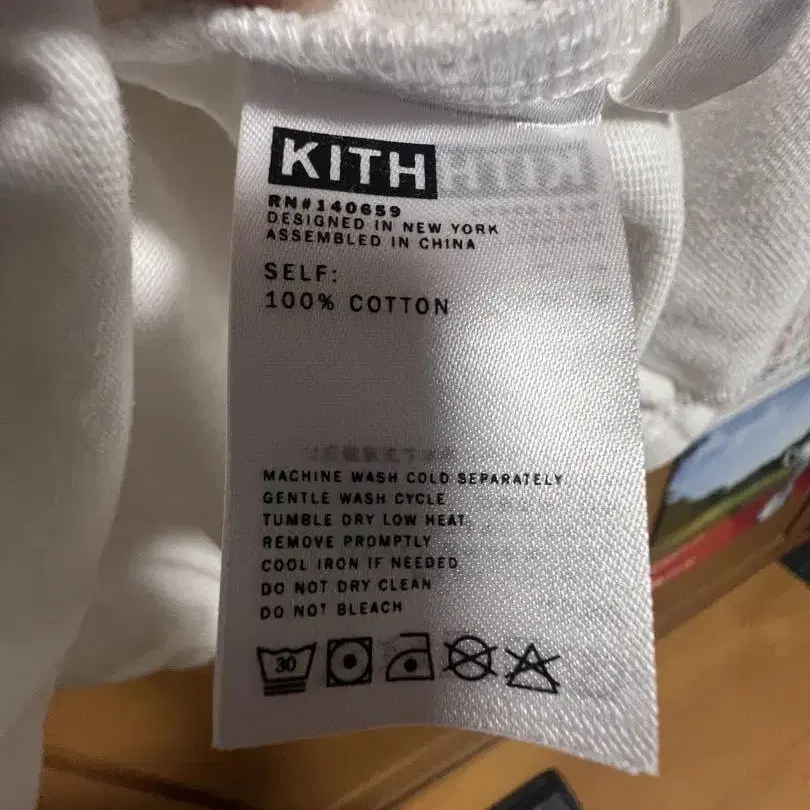 KITH
RN#140659
DESIGNED IN NEW YORK
ASSEMBLED IN CHINA
SELF:
100% COTTON
MACHINE WASH COLD SEPARATELY
GENTLE WASH CYCLE
TUMBLE DRY LOW HEAT,
REMOVE PROMPTLY
COOL IRON IF NEEDED
DO NOT DRY CLEAN
DO NOT BLEACH
30